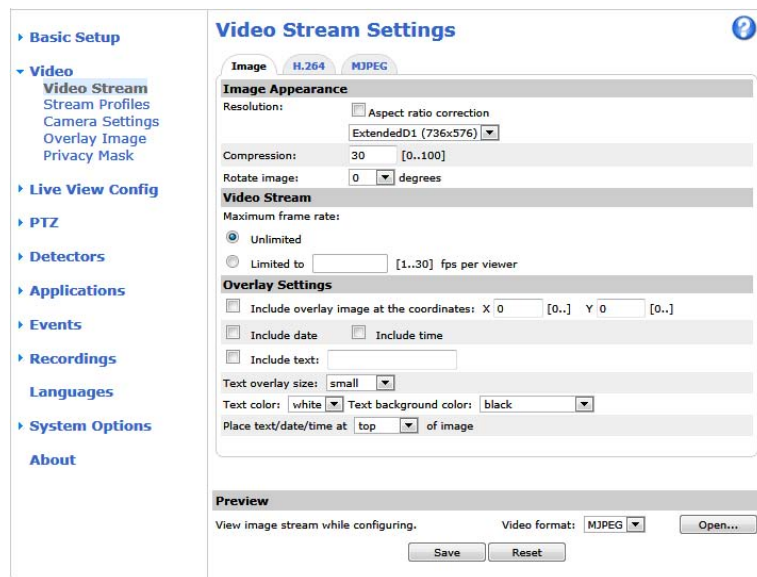 Basic Setup
Video
Video Stream
Stream Profiles
Camera Settings
Overlay Image
Privacy Mask
Live View Config
PTZ
Detectors
Applications
Events
Recordings
Languages
System Options
About
Video Stream Settings
?
Image H.264 MJPEG
Image Appearance
Resolution: Aspect ratio correction
ExtendedD1 (736x576)
Compression: 30 [0..100]
Rotate image: 0 degrees
Video Stream
Maximum frame rate:
Unlimited
Limited to [1..30] fps per viewer
Overlay Settings
Include overlay image at the coordinates: X 0 [0..] Y 0 [0..]
Include date Include time
Include text:
Text overlay size: small
Text color: white Text background color: black
Place text/date/time at top of image
Preview
View image stream while configuring. Video format: MJPEG Open...
Save Reset